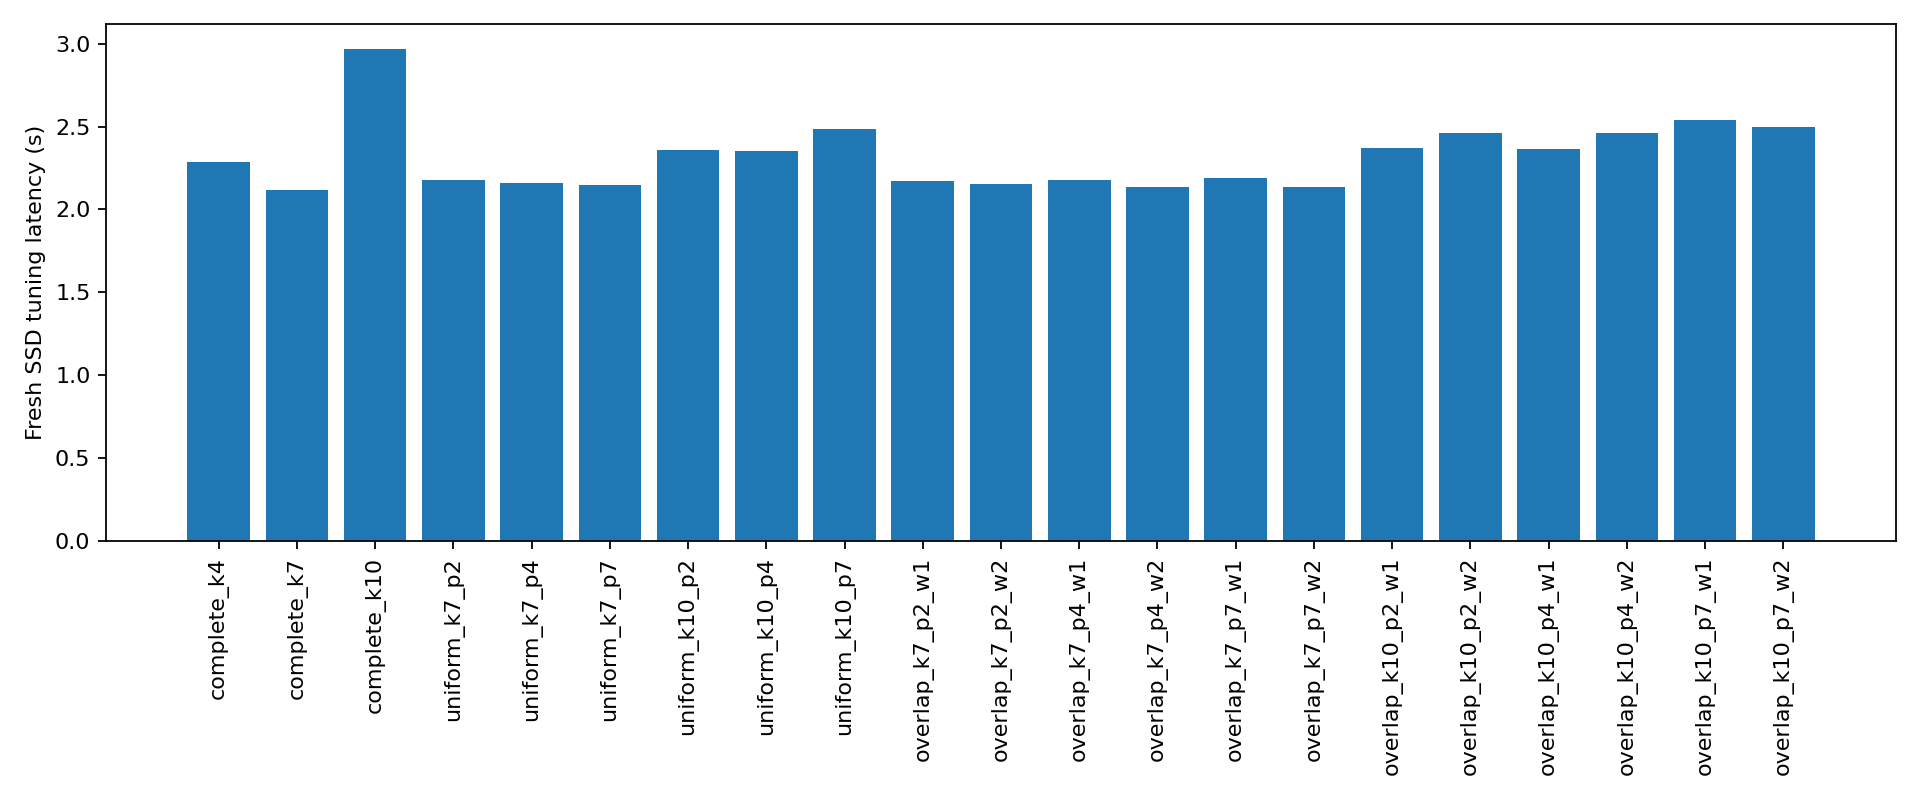 Fresh SSD tuning latency (s)
3.0
2.5
2.0
1.5
1.0
0.5
0.0
complete_k4
complete_k7
complete_k10
uniform_k7_p2
uniform_k7_p4
uniform_k7_p7
uniform_k10_p2
uniform_k10_p4
uniform_k10_p7
overlap_k7_p2_w1
overlap_k7_p2_w2
overlap_k7_p4_w1
overlap_k7_p4_w2
overlap_k7_p7_w1
overlap_k7_p7_w2
overlap_k10_p2_w1
overlap_k10_p2_w2
overlap_k10_p4_w1
overlap_k10_p4_w2
overlap_k10_p7_w1
overlap_k10_p7_w2